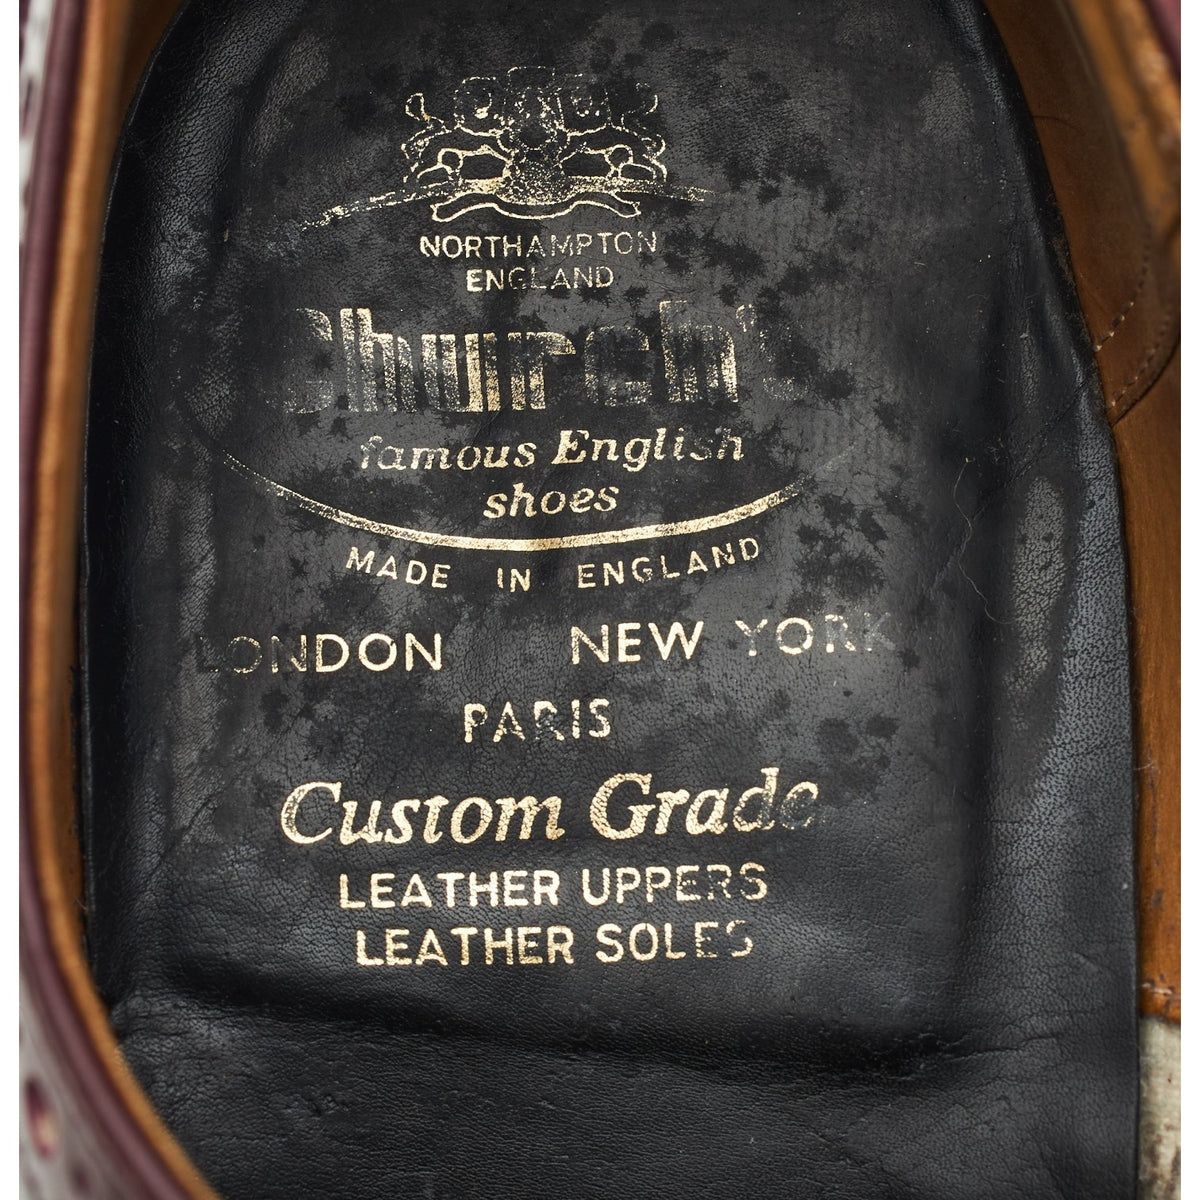 NORTHAMPTON
ENGLAND
Church's
famous English
shoes
MADE IN ENGLAND
LONDON NEW YORK
PARIS
Custom Grade
LEATHER UPPERS
LEATHER SOLES